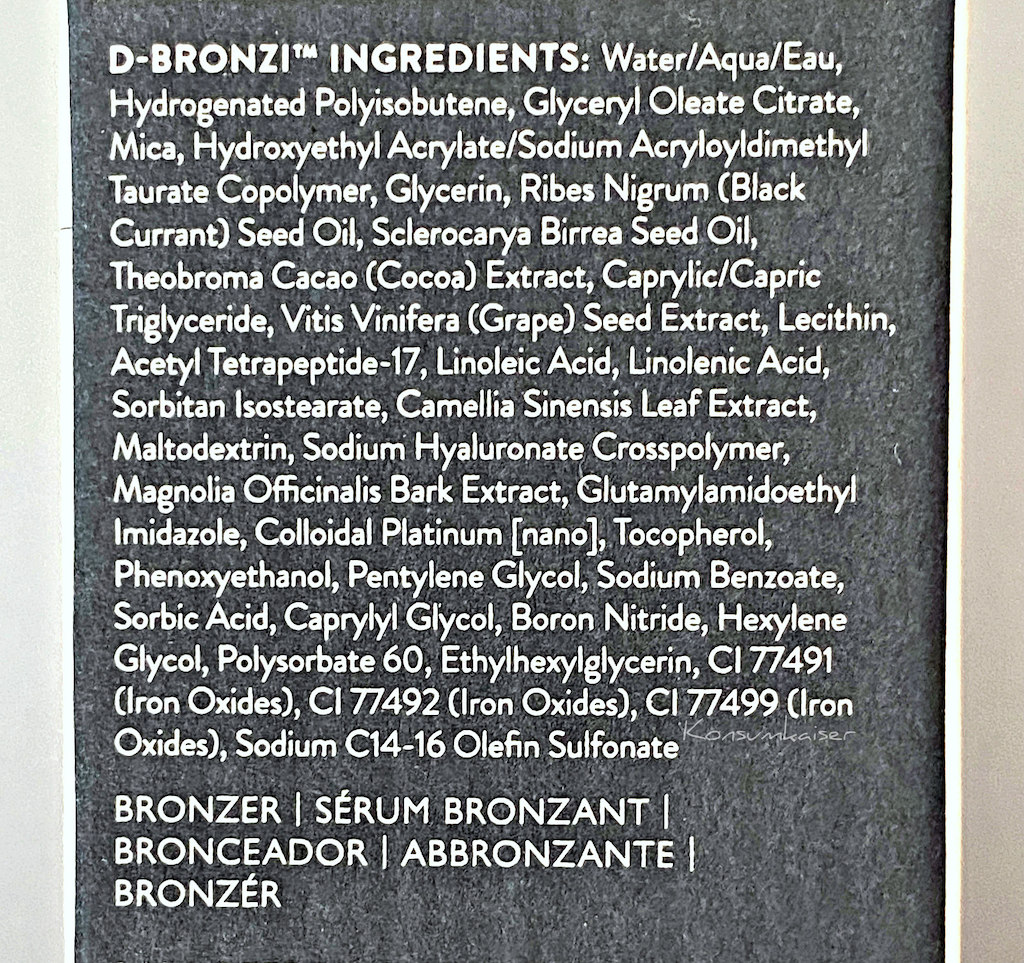 D-BRONZI™ INGREDIENTS: Water/Aqua/Eau,
Hydrogenated Polyisobutene, Glyceryl Oleate Citrate,
Mica, Hydroxyethyl Acrylate/Sodium Acryloyldimethyl
Taurate Copolymer, Glycerin, Ribes Nigrum (Black
Currant) Seed Oil, Sclerocarya Birrea Seed Oil,
Theobroma Cacao (Cocoa) Extract, Caprylic/Capric
Triglyceride, Vitis Vinifera (Grape) Seed Extract, Lecithin,
Acetyl Tetrapeptide-17, Linoleic Acid, Linolenic Acid,
Sorbitan Isostearate, Camellia Sinensis Leaf Extract,
Maltodextrin, Sodium Hyaluronate Crosspolymer,
Magnolia Officinalis Bark Extract, Glutamylamidoethyl
Imidazole, Colloidal Platinum [nano], Tocopherol,
Phenoxyethanol, Pentylene Glycol, Sodium Benzoate,
Sorbic Acid, Caprylyl Glycol, Boron Nitride, Hexylene
Glycol, Polysorbate 60, Ethylhexylglycerin, CI 77491
(Iron Oxides), CI 77492 (Iron Oxides), CI 77499 (Iron
Oxides), Sodium C14-16 Olefin Sulfonate
Konsumkaiser
BRONZER | SÉRUM BRONZANT |
BRONCEADOR | ABBRONZANTE |
BRONZÉR